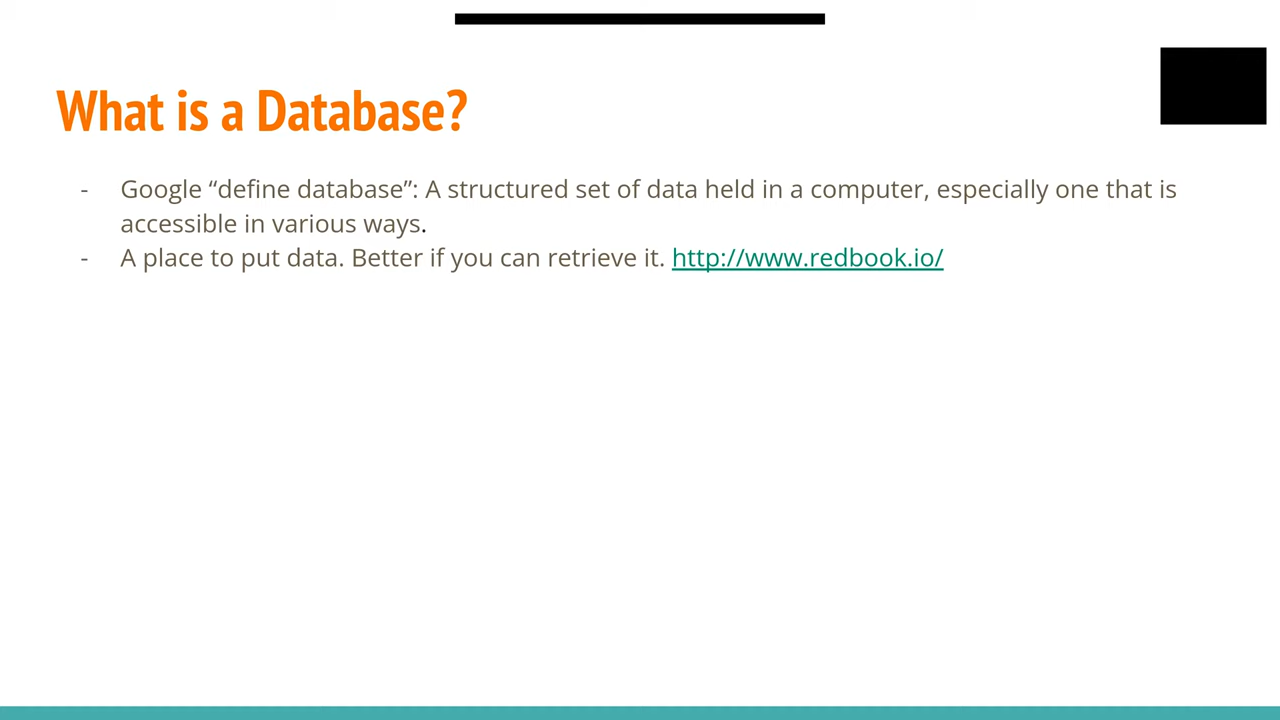 What is a Database?
- Google “define database”: A structured set of data held in a computer, especially one that is
accessible in various ways.
- A place to put data. Better if you can retrieve it. http://www.redbook.io/